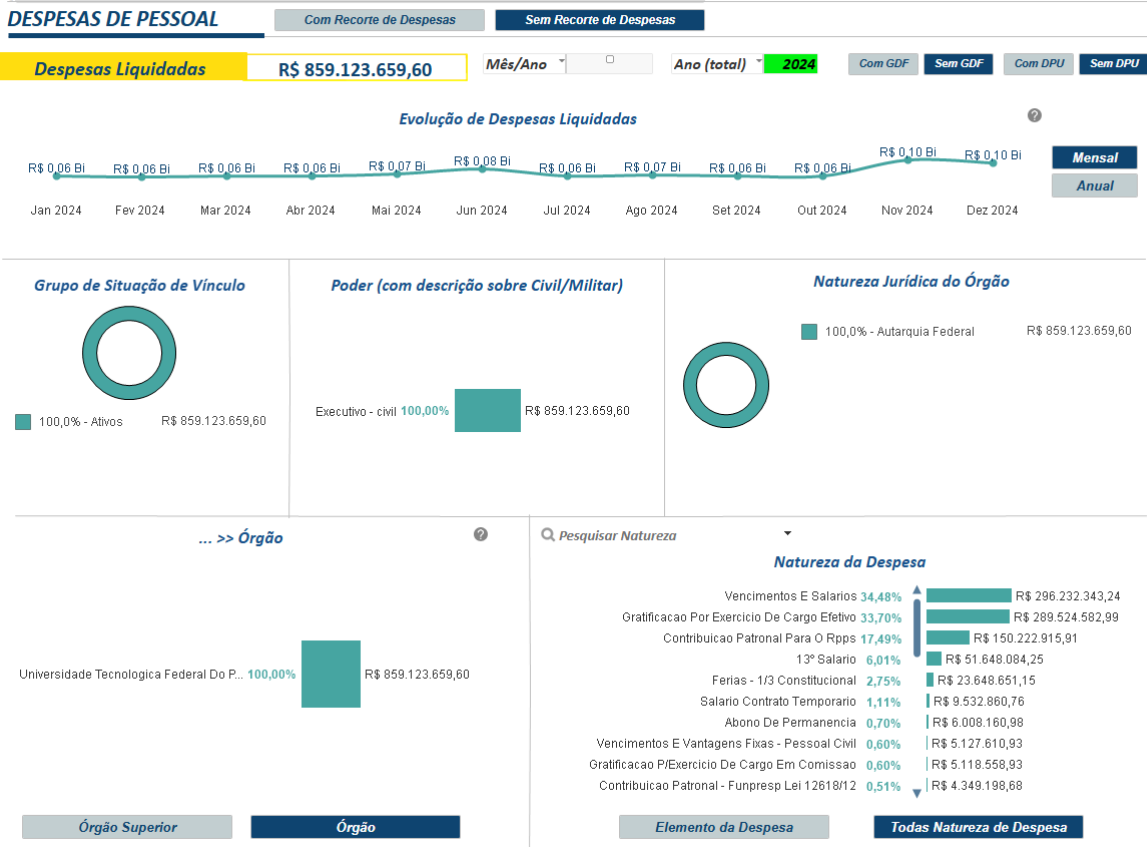 DESPESAS DE PESSOAL
Com Recorte de Despesas
Sem Recorte de Despesas
Despesas Liquidadas
R$ 859.123.659,60
Mês/Ano
Ano (total)
2024
Com GDF
Sem GDF
Com DPU
Sem DPU
Evolução de Despesas Liquidadas
?
R$ 0,06 Bi R$ 0,06 Bi R$ 0,06 Bi R$ 0,06 Bi R$ 0,07 Bi R$ 0,08 Bi R$ 0,06 Bi R$ 0,07 Bi R$ 0,06 Bi R$ 0,06 Bi R$ 0,10 Bi R$ 0,10 Bi
Jan 2024 Fev 2024 Mar 2024 Abr 2024 Mai 2024 Jun 2024 Jul 2024 Ago 2024 Set 2024 Out 2024 Nov 2024 Dez 2024
Mensal
Anual
Grupo de Situação de Vínculo
100,0% - Ativos R$ 859.123.659,60
Poder (com descrição sobre Civil/Militar)
Executivo - civil 100,00% R$ 859.123.659,60
Natureza Jurídica do Órgão
100,0% - Autarquia Federal R$ 859.123.659,60
... >> Órgão
?
Universidade Tecnologica Federal Do P... 100,00% R$ 859.123.659,60
Órgão Superior
Órgão
Pesquisar Natureza
Natureza da Despesa
Vencimentos E Salarios 34,48% R$ 296.232.343,24
Gratificacao Por Exercicio De Cargo Efetivo 33,70% R$ 289.524.582,99
Contribuicao Patronal Para O Rpps 17,49% R$ 150.222.915,91
13º Salario 6,01% R$ 51.648.084,25
Ferias - 1/3 Constitucional 2,75% R$ 23.648.651,15
Salario Contrato Temporario 1,11% R$ 9.532.860,76
Abono De Permanencia 0,70% R$ 6.008.160,98
Vencimentos E Vantagens Fixas - Pessoal Civil 0,60% R$ 5.127.610,93
Gratificacao P/Exercicio De Cargo Em Comissao 0,60% R$ 5.118.558,93
Contribuicao Patronal - Funpresp Lei 12618/12 0,51% R$ 4.349.198,68
Elemento da Despesa
Todas Natureza de Despesa